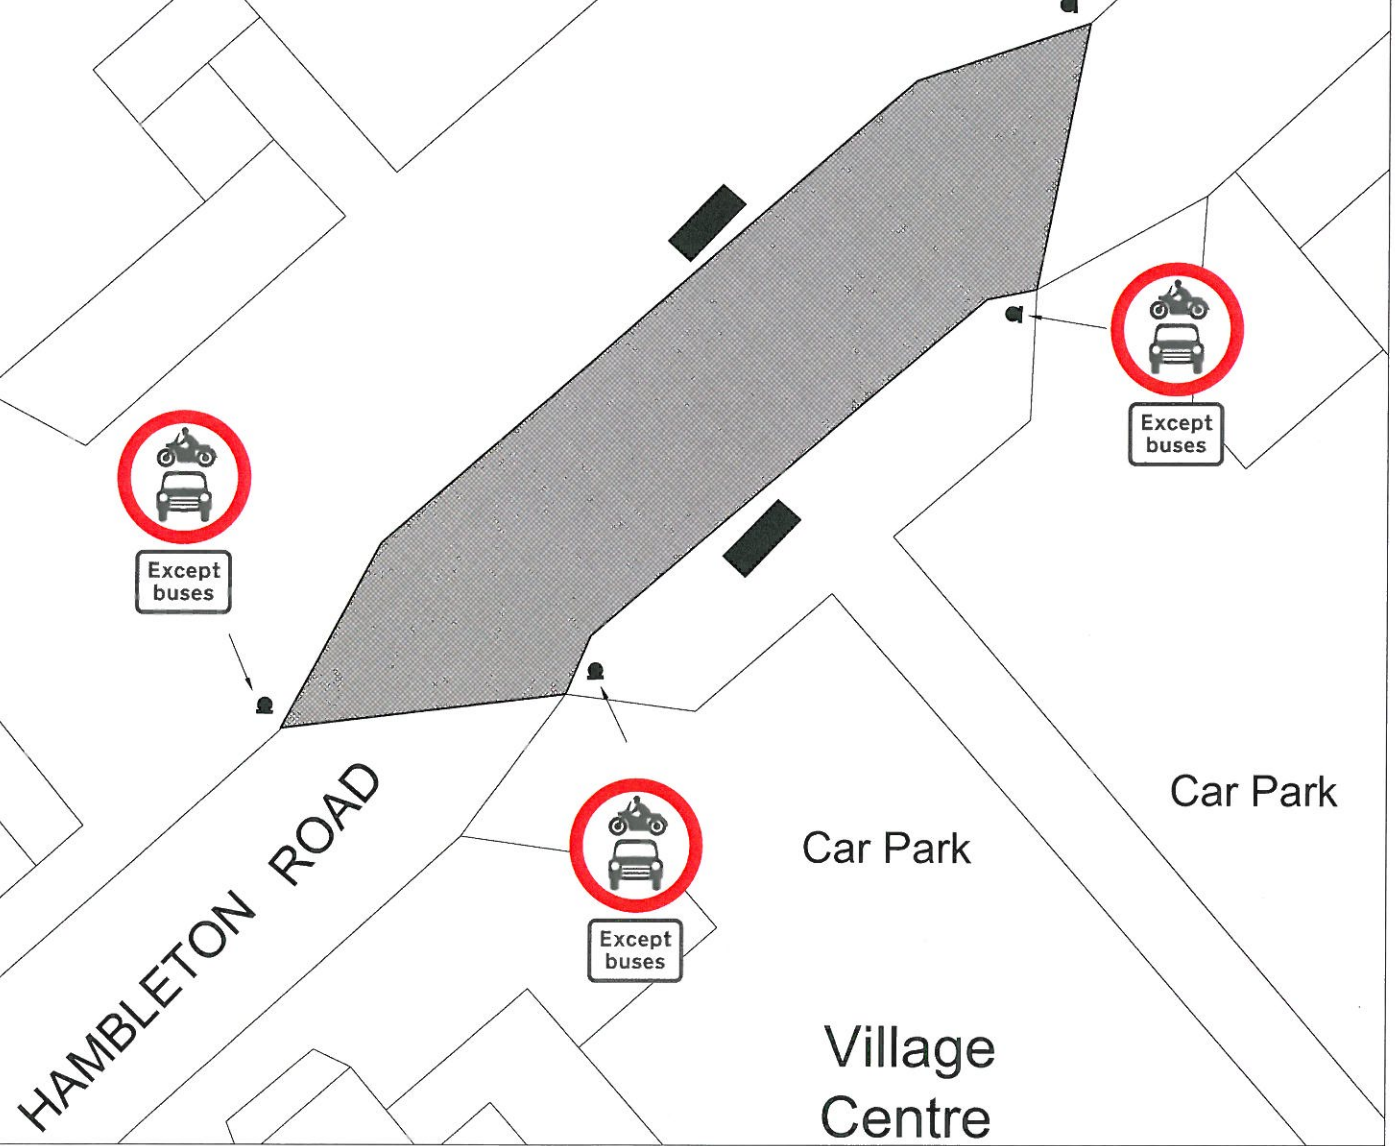 Except
buses
Except
buses
HAMBLETON ROAD
Car Park
Car Park
Except
buses
Village
Centre